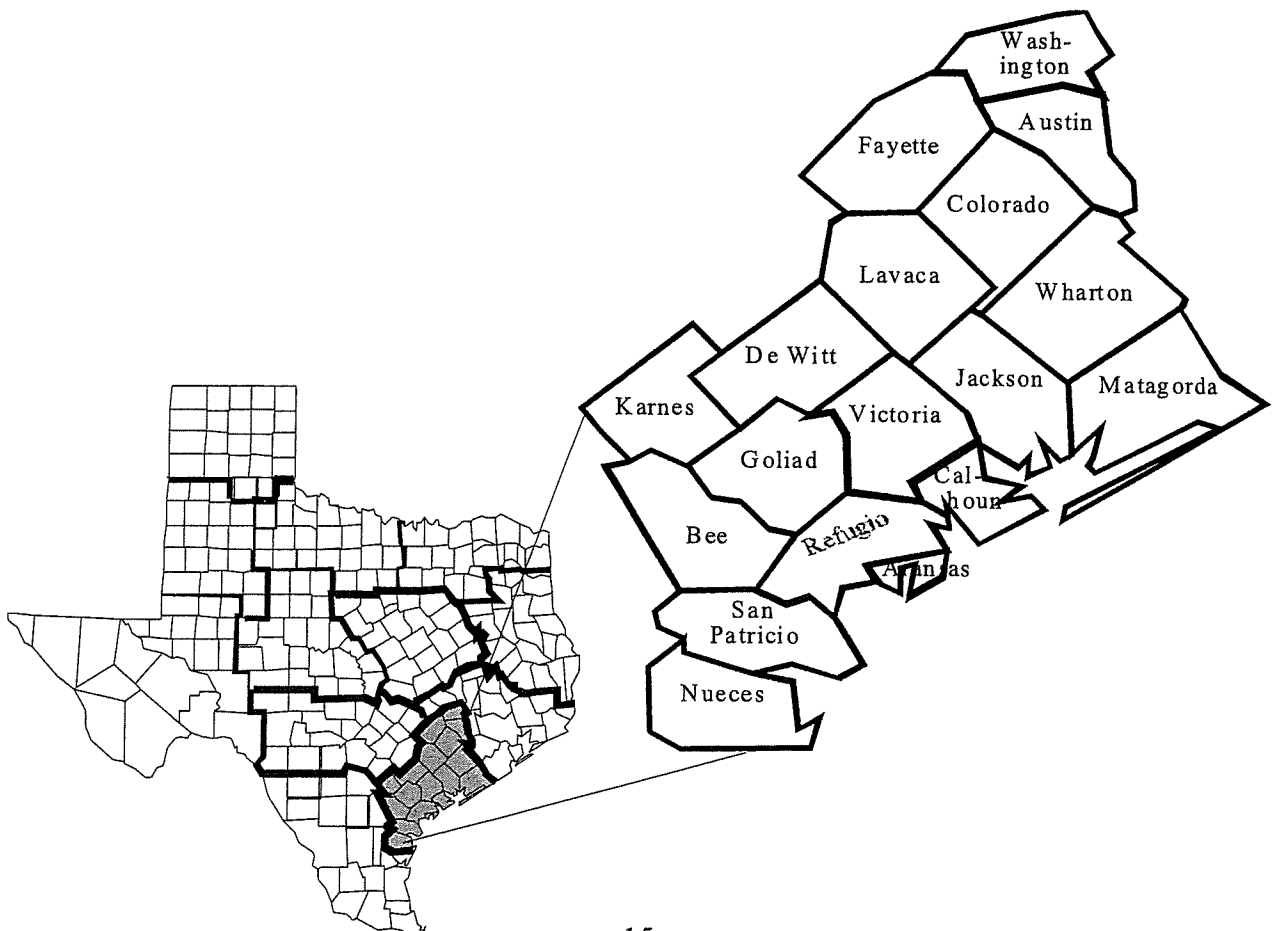 Wash-
ington
Austin
Fayette
Colorado
Lavaca
Wharton
De Witt
Jackson
Matagorda
Karnes
Victoria
Goliad
Cal-
houn
Bee
Refugio
Aransas
San
Patricio
Nueces